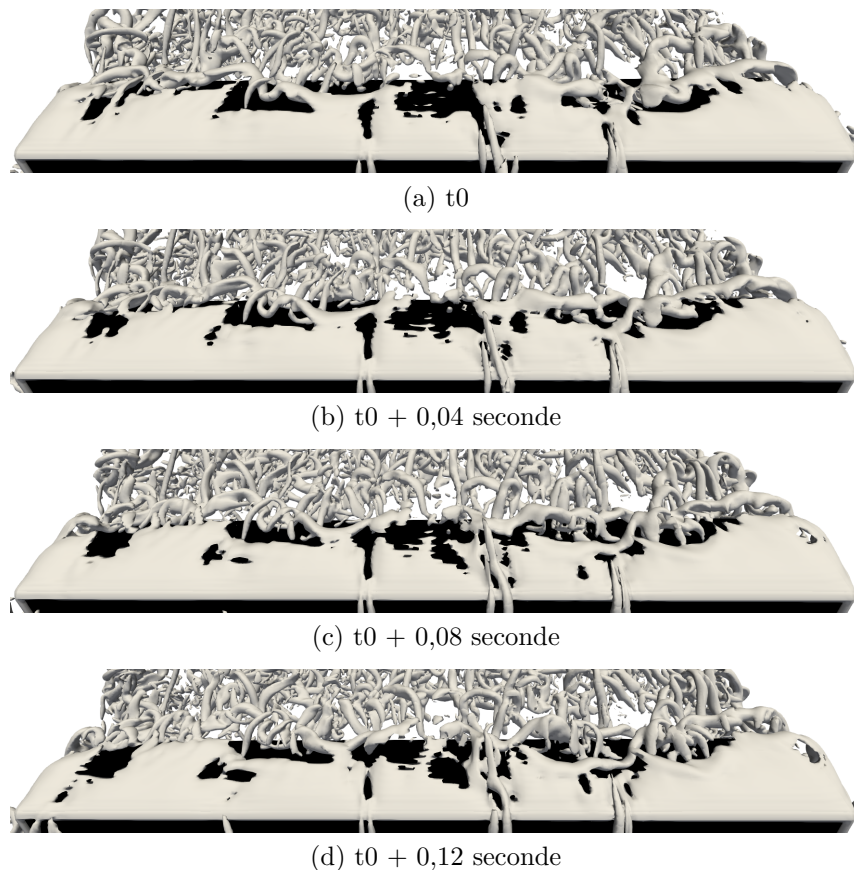 (a) t0
(b) t0 + 0,04 seconde
(c) t0 + 0,08 seconde
(d) t0 + 0,12 seconde